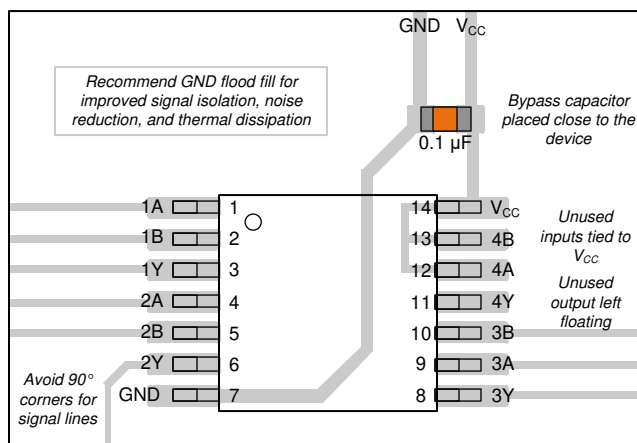 GND
V_CC
Recommend GND flood fill for
improved signal isolation, noise
reduction, and thermal dissipation
Bypass capacitor
placed close to the
device
0.1 µF
1A 1 14 V_CC
1B 2 13 4B
1Y 3 12 4A
2A 4 11 4Y
2B 5 10 3B
2Y 6 9 3A
GND 7 8 3Y
Unused
inputs tied to
V_CC
Unused
output left
floating
Avoid 90°
corners for
signal lines